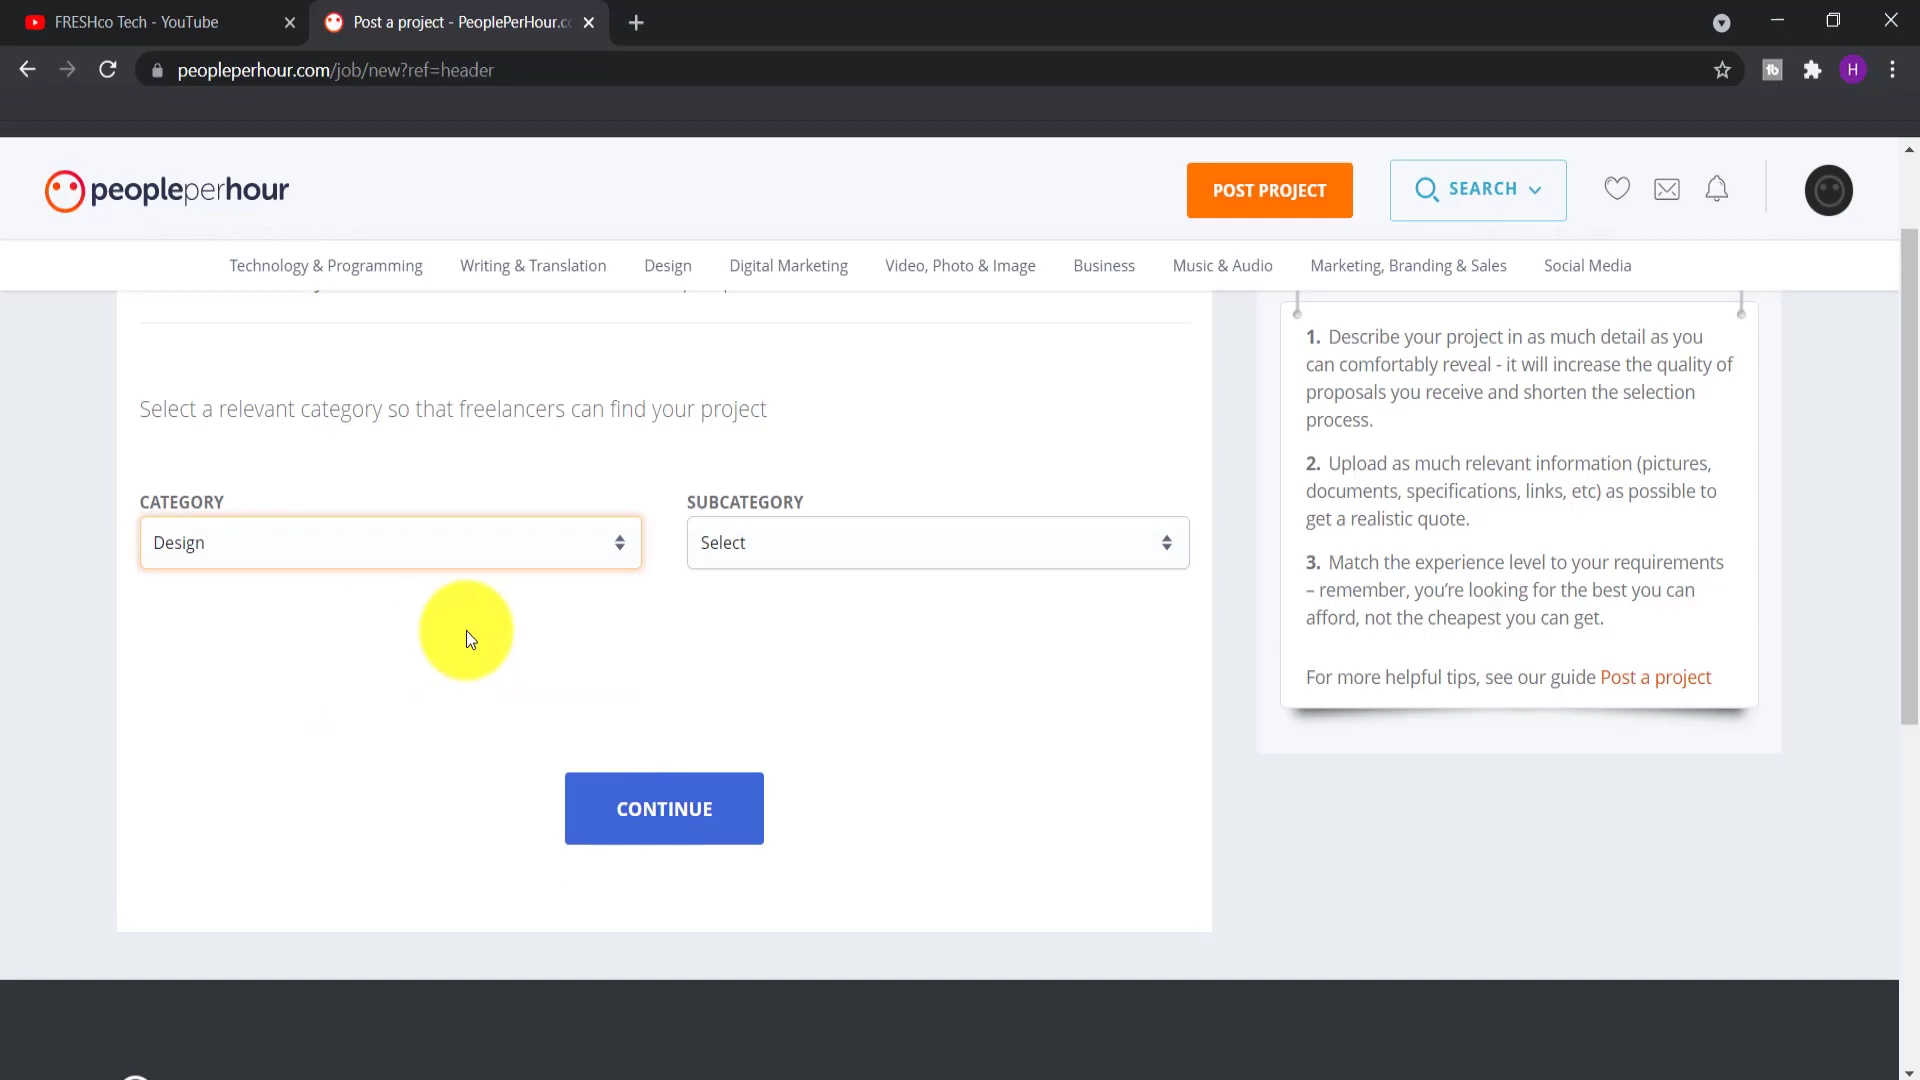 FRESHco Tech - YouTube
Post a project - PeoplePerHour.c
peopleperhour.com/job/new?ref=header
H
peopleperhour
POST PROJECT
SEARCH
Technology & Programming
Writing & Translation
Design
Digital Marketing
Video, Photo & Image
Business
Music & Audio
Marketing, Branding & Sales
Social Media
Select a relevant category so that freelancers can find your project
CATEGORY
Design
SUBCATEGORY
Select
CONTINUE
1. Describe your project in as much detail as you
can comfortably reveal - it will increase the quality of
proposals you receive and shorten the selection
process.
2. Upload as much relevant information (pictures,
documents, specifications, links, etc) as possible to
get a realistic quote.
3. Match the experience level to your requirements
– remember, you’re looking for the best you can
afford, not the cheapest you can get.
For more helpful tips, see our guide Post a project